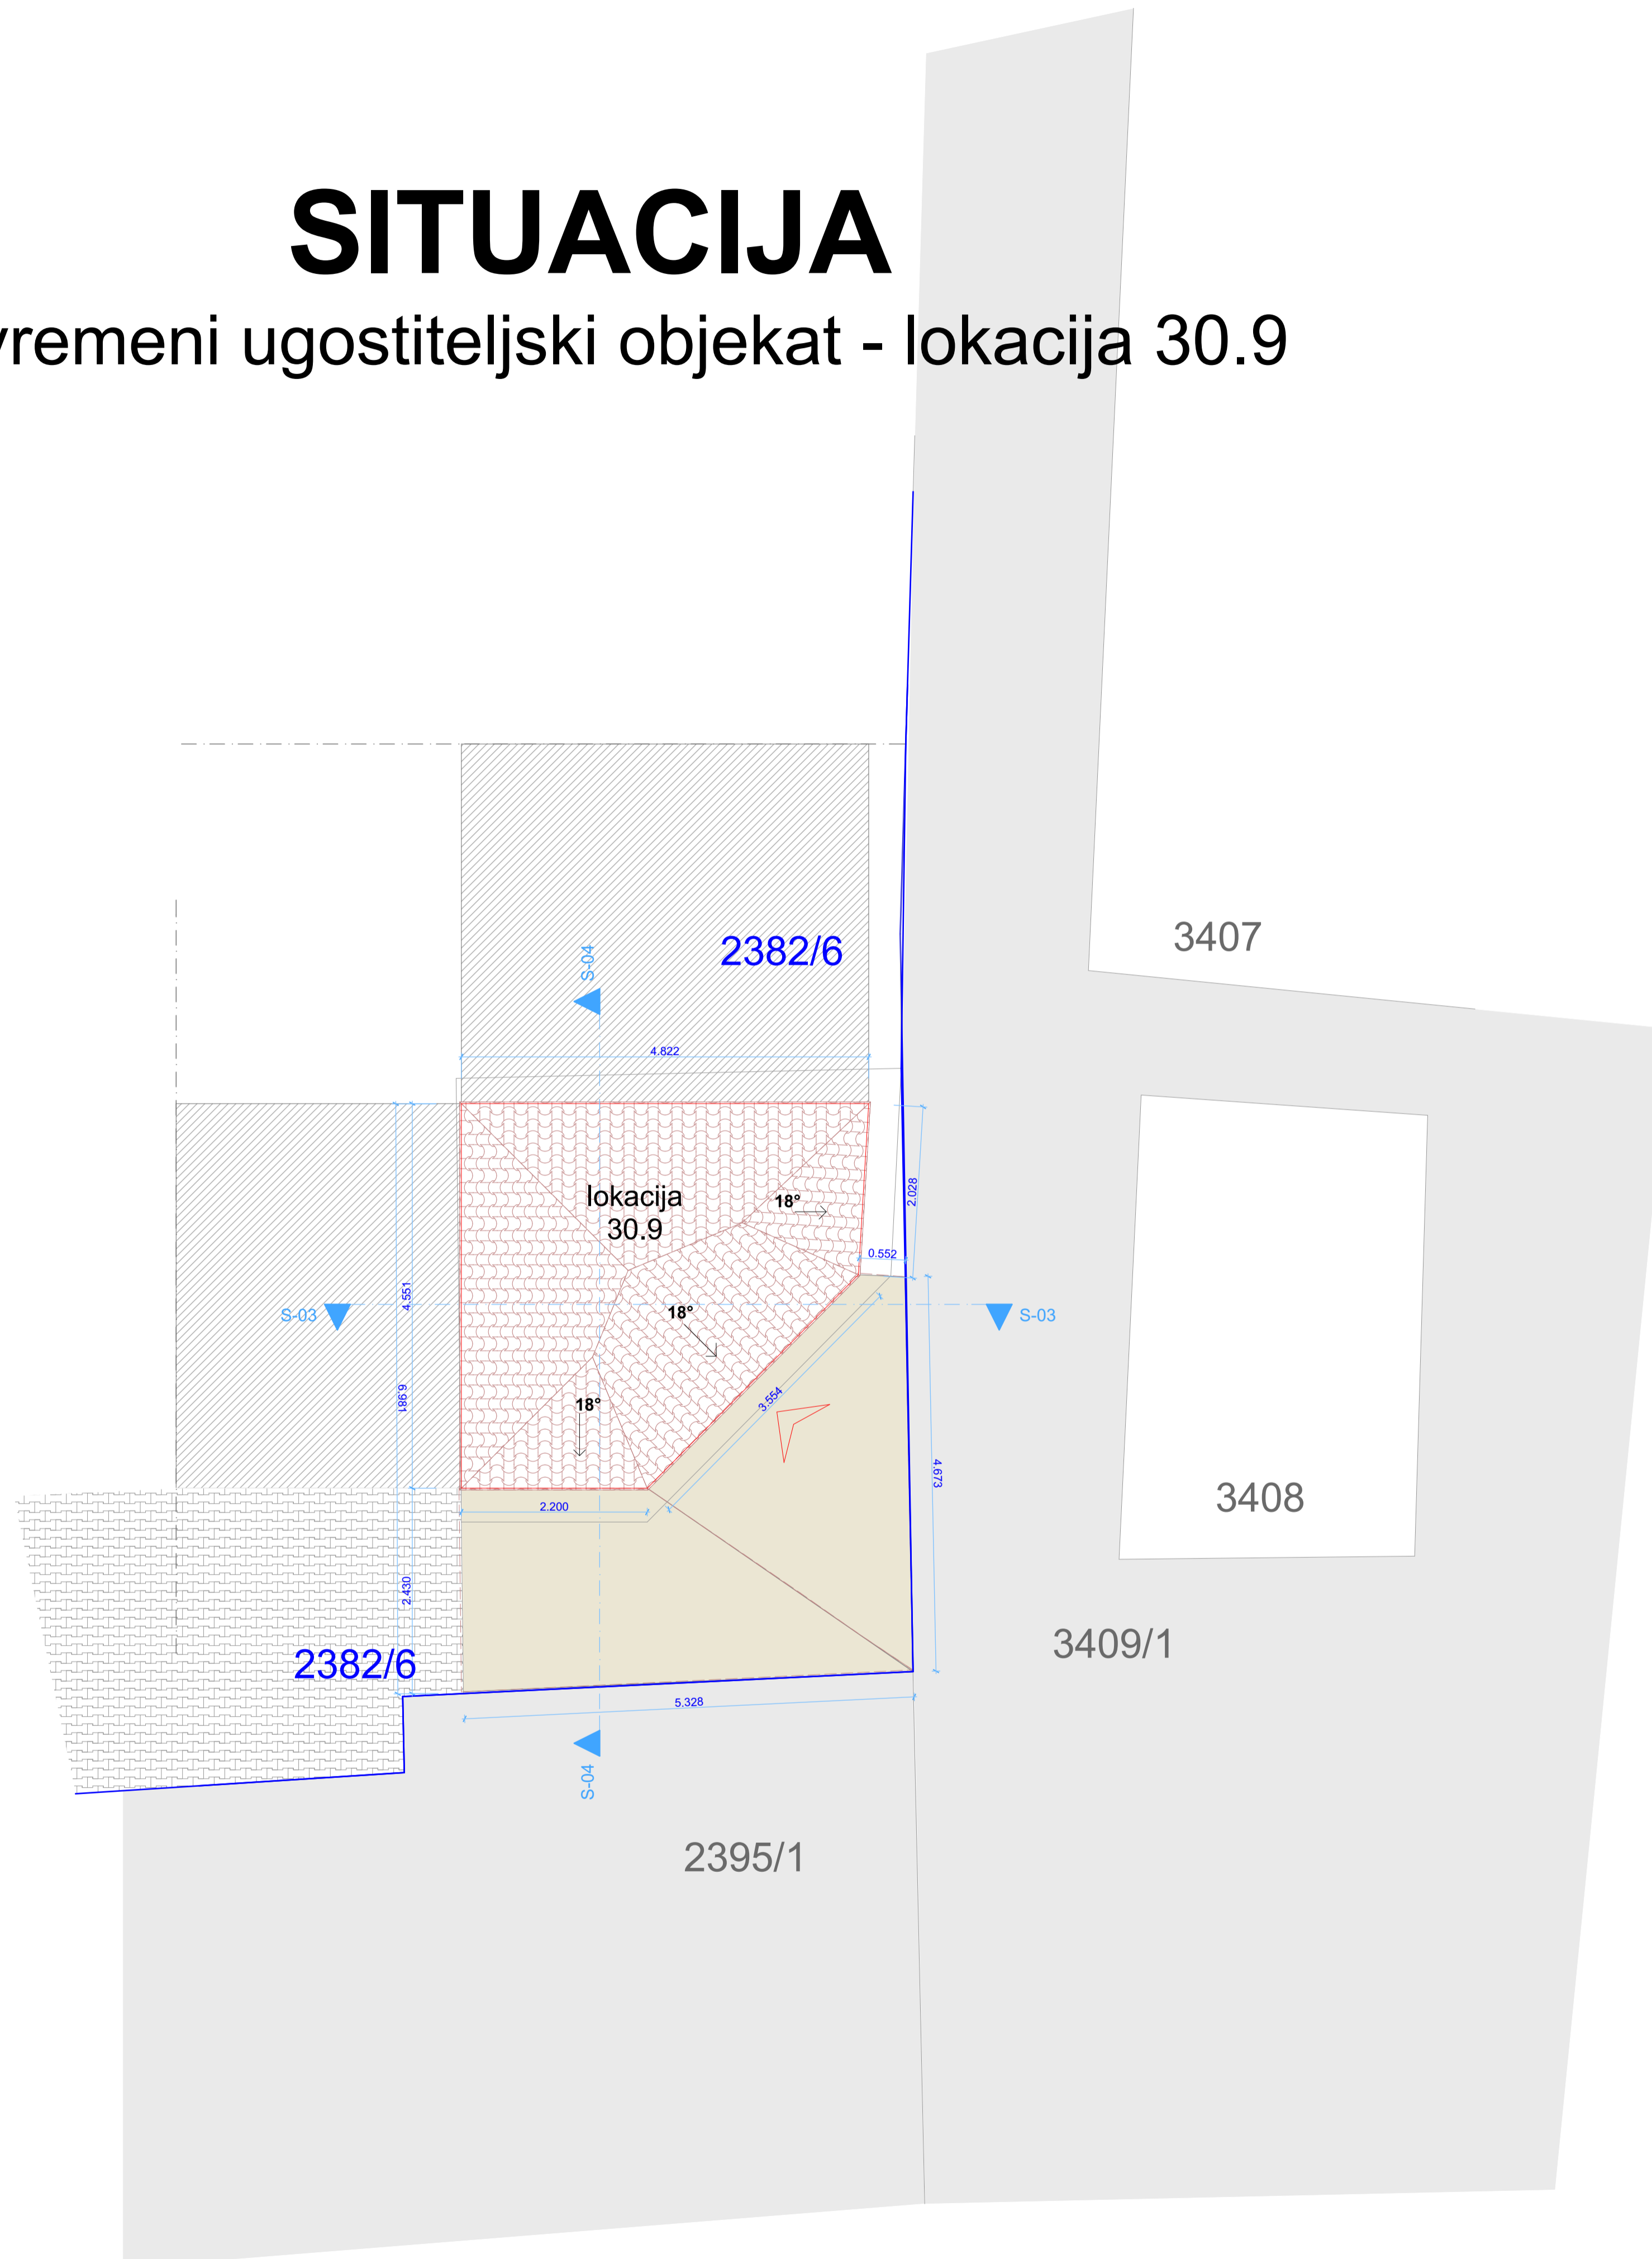 SITUACIJA
vremeni ugostiteljski objekat - lokacija 30.9
2382/6
3407
S-04
4.822
lokacija
30.9
18°
2.028
0.552
4.551
18°
S-03
S-03
6.981
3.554
18°
4.673
3408
2.200
2.430
3409/1
2382/6
5.328
S-04
2395/1